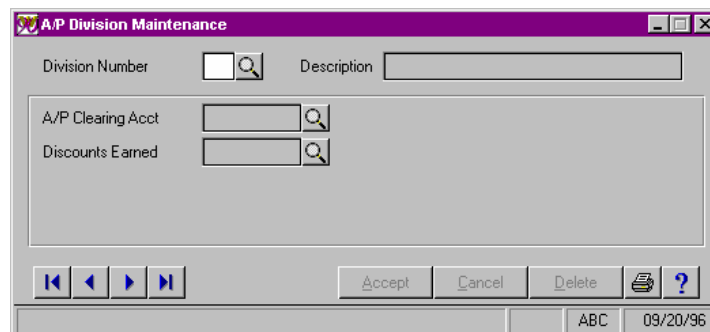 A/P Division Maintenance
Division Number Description
A/P Clearing Acct
Discounts Earned
Accept Cancel Delete ?
ABC 09/20/96